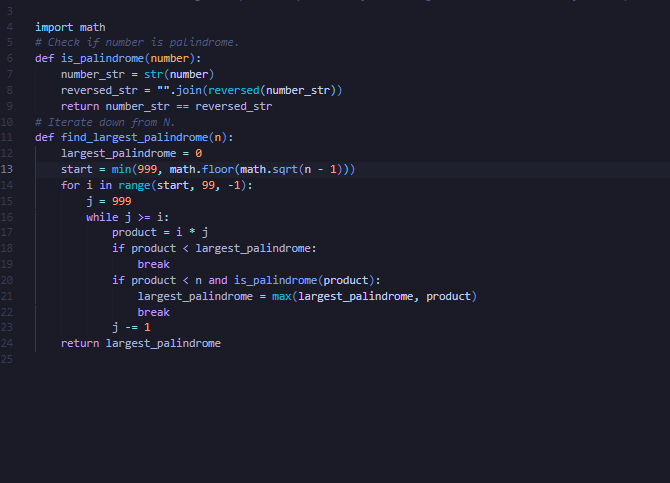 3
4 import math
5 # Check if number is palindrome.
6 def is_palindrome(number):
7     number_str = str(number)
8     reversed_str = "".join(reversed(number_str))
9     return number_str == reversed_str
10 # Iterate down from N.
11 def find_largest_palindrome(n):
12     largest_palindrome = 0
13     start = min(999, math.floor(math.sqrt(n - 1)))
14     for i in range(start, 99, -1):
15         j = 999
16         while j >= i:
17             product = i * j
18             if product < largest_palindrome:
19                 break
20             if product < n and is_palindrome(product):
21                 largest_palindrome = max(largest_palindrome, product)
22                 break
23             j -= 1
24     return largest_palindrome
25